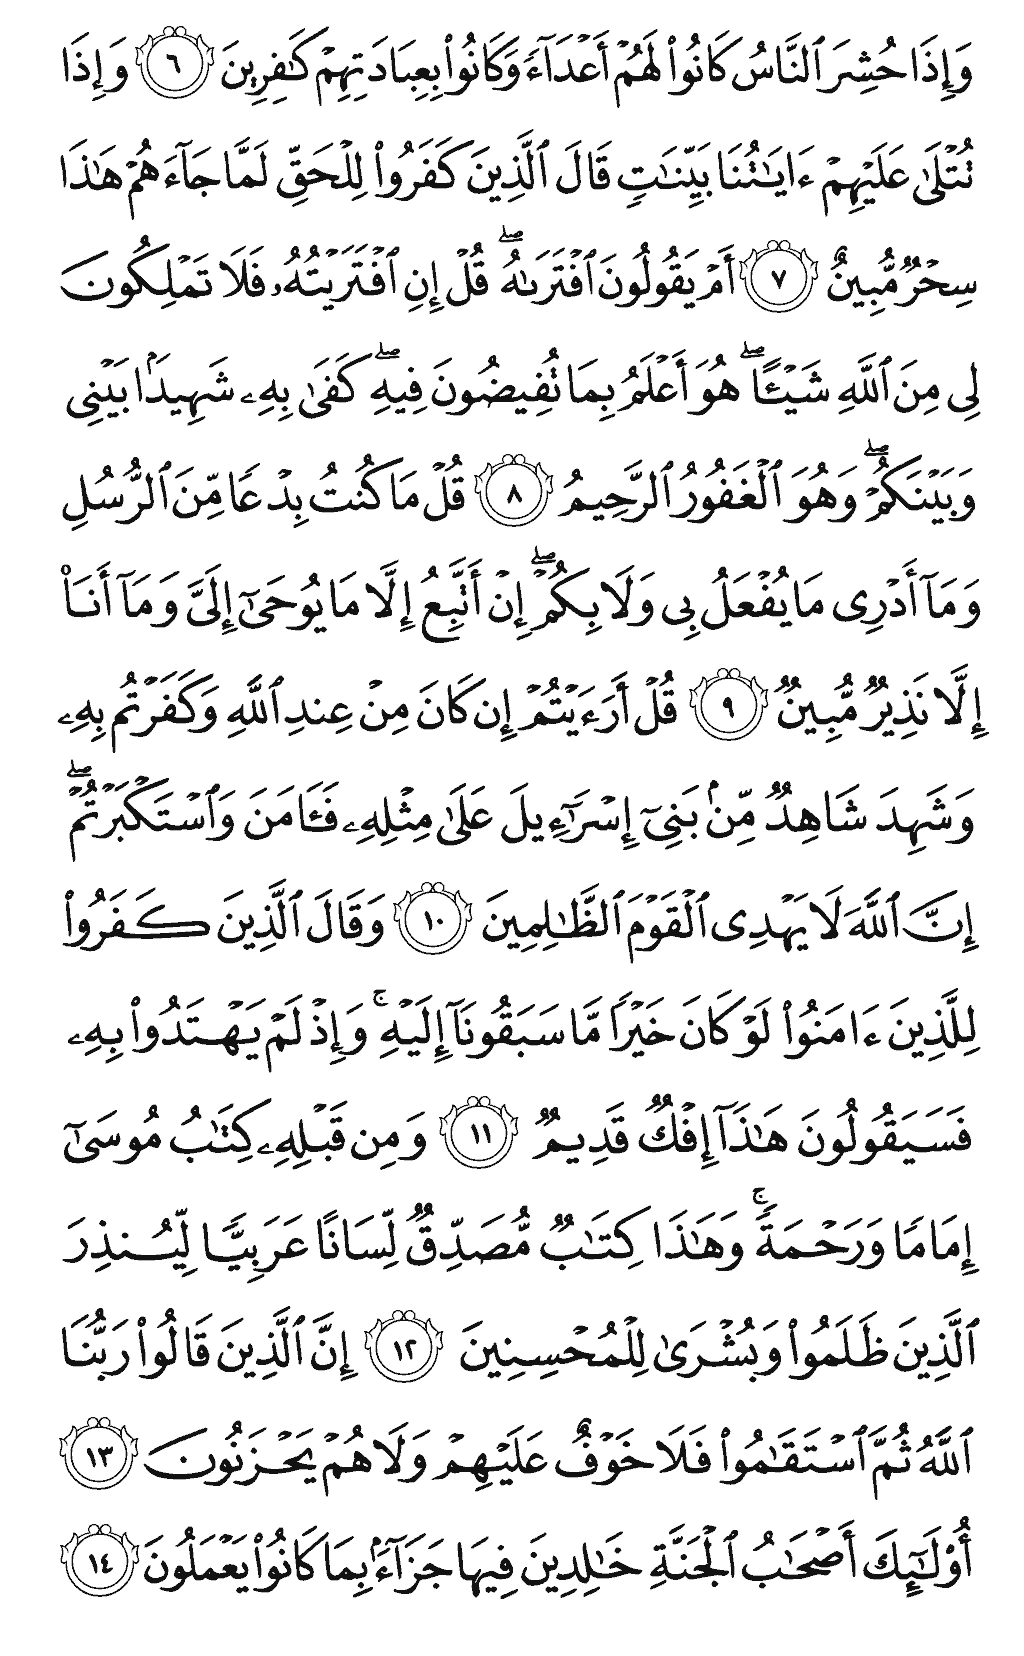 وَإِذَا حُشِرَ ٱلنَّاسُ كَانُوا۟ لَهُمْ أَعْدَآءً وَكَانُوا۟ بِعِبَادَتِهِمْ كَـٰفِرِينَ ٦ وَإِذَا
تُتْلَىٰ عَلَيْهِمْ ءَايَـٰتُنَا بَيِّنَـٰتٍ قَالَ ٱلَّذِينَ كَفَرُوا۟ لِلْحَقِّ لَمَّا جَآءَهُمْ هَـٰذَا
سِحْرٌ مُّبِينٌ ٧ أَمْ يَقُولُونَ ٱفْتَرَىٰهُ ۖ قُلْ إِنِ ٱفْتَرَيْتُهُۥ فَلَا تَمْلِكُونَ
لِى مِنَ ٱللَّهِ شَيْـًٔا ۖ هُوَ أَعْلَمُ بِمَا تُفِيضُونَ فِيهِ ۖ كَفَىٰ بِهِۦ شَهِيدًۢا بَيْنِى
وَبَيْنَكُمْ ۖ وَهُوَ ٱلْغَفُورُ ٱلرَّحِيمُ ٨ قُلْ مَا كُنتُ بِدْعًا مِّنَ ٱلرُّسُلِ
وَمَآ أَدْرِى مَا يُفْعَلُ بِى وَلَا بِكُمْ ۖ إِنْ أَتَّبِعُ إِلَّا مَا يُوحَىٰٓ إِلَىَّ وَمَآ أَنَا۠
إِلَّا نَذِيرٌ مُّبِينٌ ٩ قُلْ أَرَءَيْتُمْ إِن كَانَ مِنْ عِندِ ٱللَّهِ وَكَفَرْتُم بِهِۦ
وَشَهِدَ شَاهِدٌ مِّنۢ بَنِىٓ إِسْرَٰٓءِيلَ عَلَىٰ مِثْلِهِۦ فَـَٔامَنَ وَٱسْتَكْبَرْتُمْ ۖ
إِنَّ ٱللَّهَ لَا يَهْدِى ٱلْقَوْمَ ٱلظَّـٰلِمِينَ ١٠ وَقَالَ ٱلَّذِينَ كَفَرُوا۟
لِلَّذِينَ ءَامَنُوا۟ لَوْ كَانَ خَيْرًا مَّا سَبَقُونَآ إِلَيْهِ ۚ وَإِذْ لَمْ يَهْتَدُوا۟ بِهِۦ
فَسَيَقُولُونَ هَـٰذَآ إِفْكٌ قَدِيمٌ ١١ وَمِن قَبْلِهِۦ كِتَـٰبُ مُوسَىٰٓ
إِمَامًا وَرَحْمَةً ۚ وَهَـٰذَا كِتَـٰبٌ مُّصَدِّقٌ لِّسَانًا عَرَبِيًّا لِّيُنذِرَ
ٱلَّذِينَ ظَلَمُوا۟ وَبُشْرَىٰ لِلْمُحْسِنِينَ ١٢ إِنَّ ٱلَّذِينَ قَالُوا۟ رَبُّنَا
ٱللَّهُ ثُمَّ ٱسْتَقَـٰمُوا۟ فَلَا خَوْفٌ عَلَيْهِمْ وَلَا هُمْ يَحْزَنُونَ ١٣
أُو۟لَـٰٓئِكَ أَصْحَـٰبُ ٱلْجَنَّةِ خَـٰلِدِينَ فِيهَا جَزَآءًۢ بِمَا كَانُوا۟ يَعْمَلُونَ ١٤